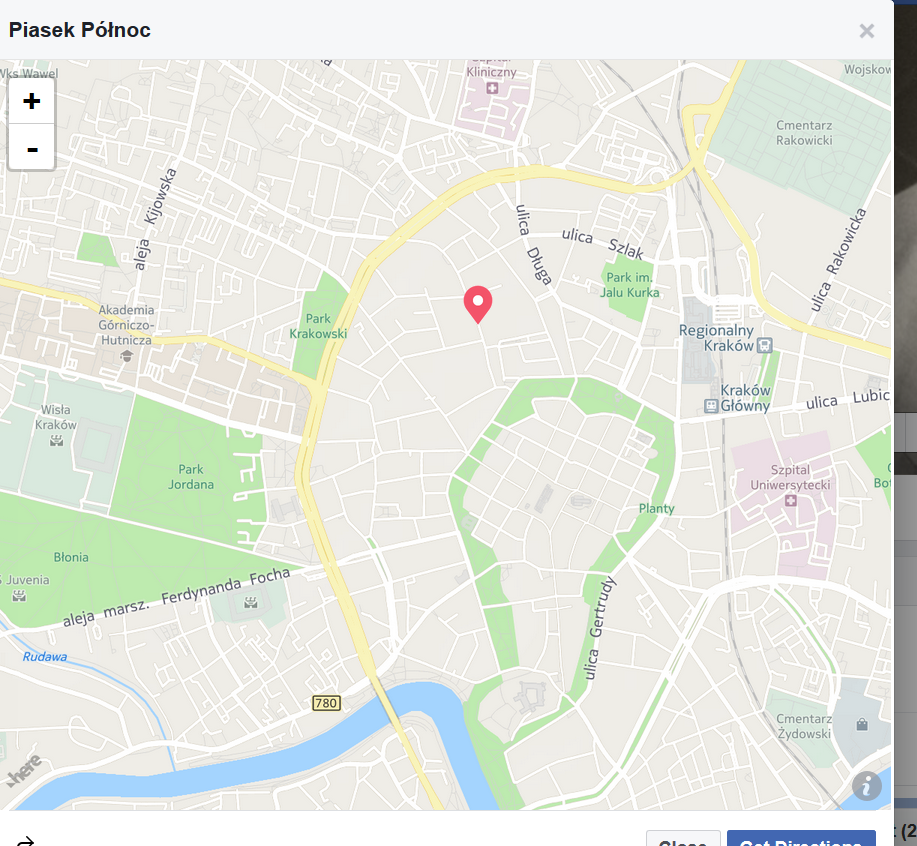 Piasek Północ
×
Wks Wawel
+
-
Szpital
Kliniczny
Wojskow
Cmentarz
Rakowicki
aleja Kijowska
ulica Długa
ulica Szlak
ulica Rakowicka
Park im.
Jalu Kurka
Akademia
Górniczo-
Hutnicza
Park
Krakowski
Regionalny
Kraków
Kraków
Główny
ulica Lubic
Wisła
Kraków
Park
Jordana
Szpital
Uniwersytecki
Bot
Planty
Błonia
S Juvenia
aleja marsz. Ferdynanda Focha
ulica Gertrudy
Rudawa
780
Cmentarz
Żydowski
here
i
Close
Get Directions
(2